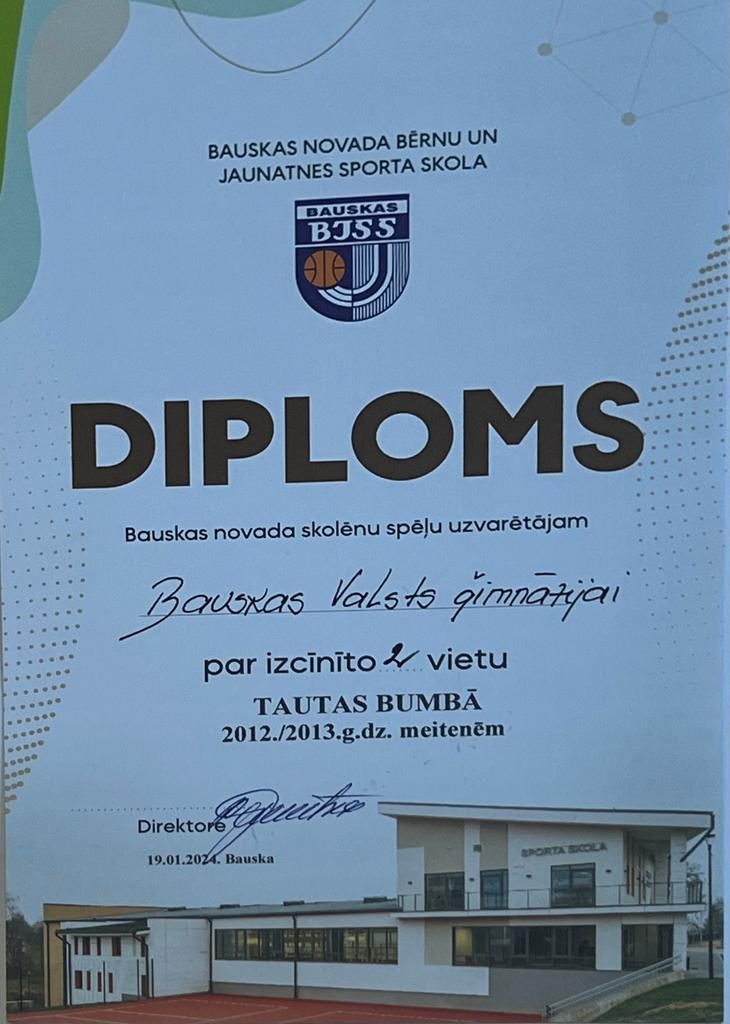 BAUSKAS NOVADA BĒRNU UN
JAUNATNES SPORTA SKOLA
BAUSKAS
BJSS
DIPLOMS
Bauskas novada skolēnu spēļu uzvarētājam
Bauskas Valsts ģimnāzijai
par izcīnīto 2 vietu
TAUTAS BUMBĀ
2012./2013.g.dz. meitenēm
Direktore
19.01.2024. Bauska
SPORTA SKOLA